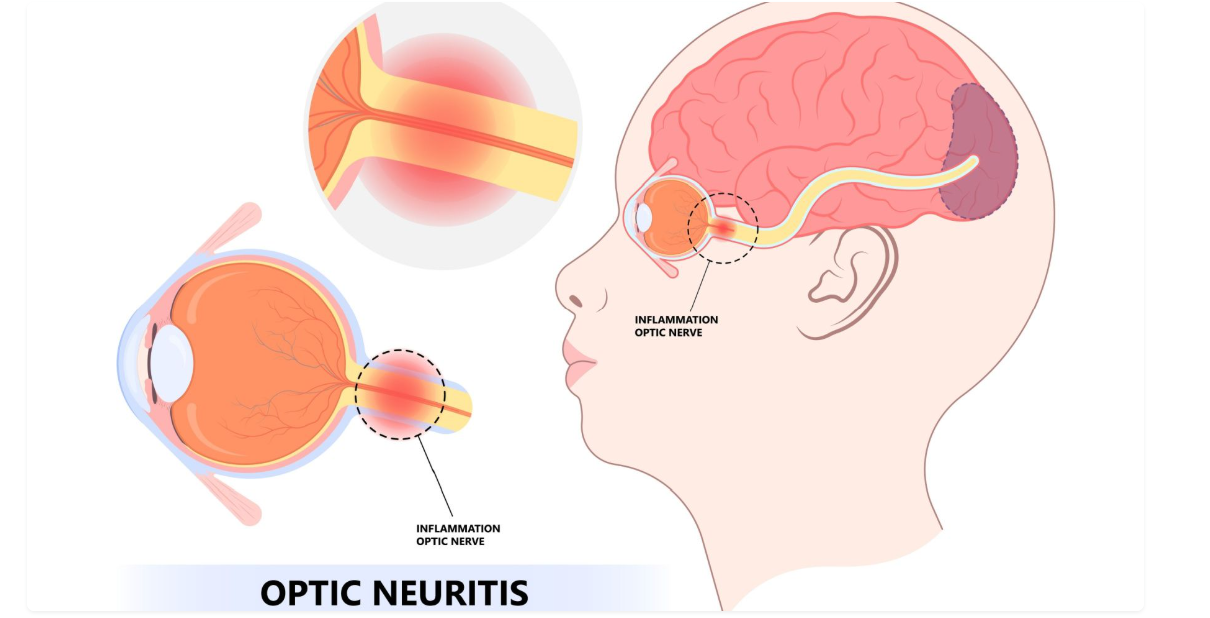 INFLAMMATION
OPTIC NERVE
INFLAMMATION
OPTIC NERVE
OPTIC NEURITIS